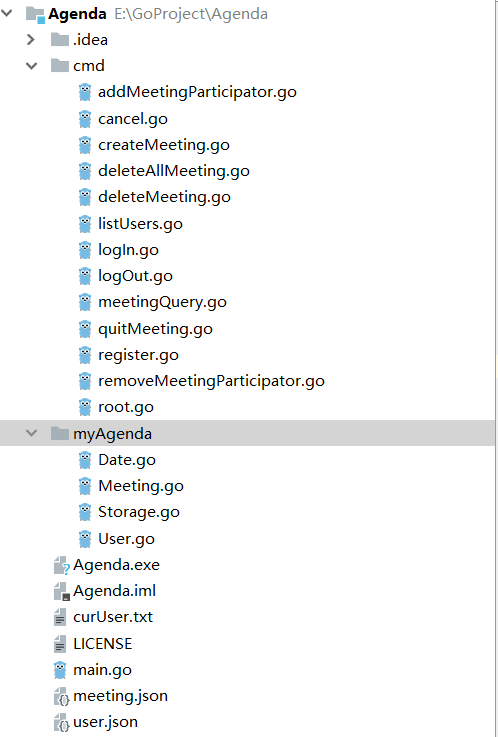 Agenda E:\GoProject\Agenda
.idea
cmd
addMeetingParticipator.go
cancel.go
createMeeting.go
deleteAllMeeting.go
deleteMeeting.go
listUsers.go
logIn.go
logOut.go
meetingQuery.go
quitMeeting.go
register.go
removeMeetingParticipator.go
root.go
myAgenda
Date.go
Meeting.go
Storage.go
User.go
Agenda.exe
Agenda.iml
curUser.txt
LICENSE
main.go
meeting.json
user.json